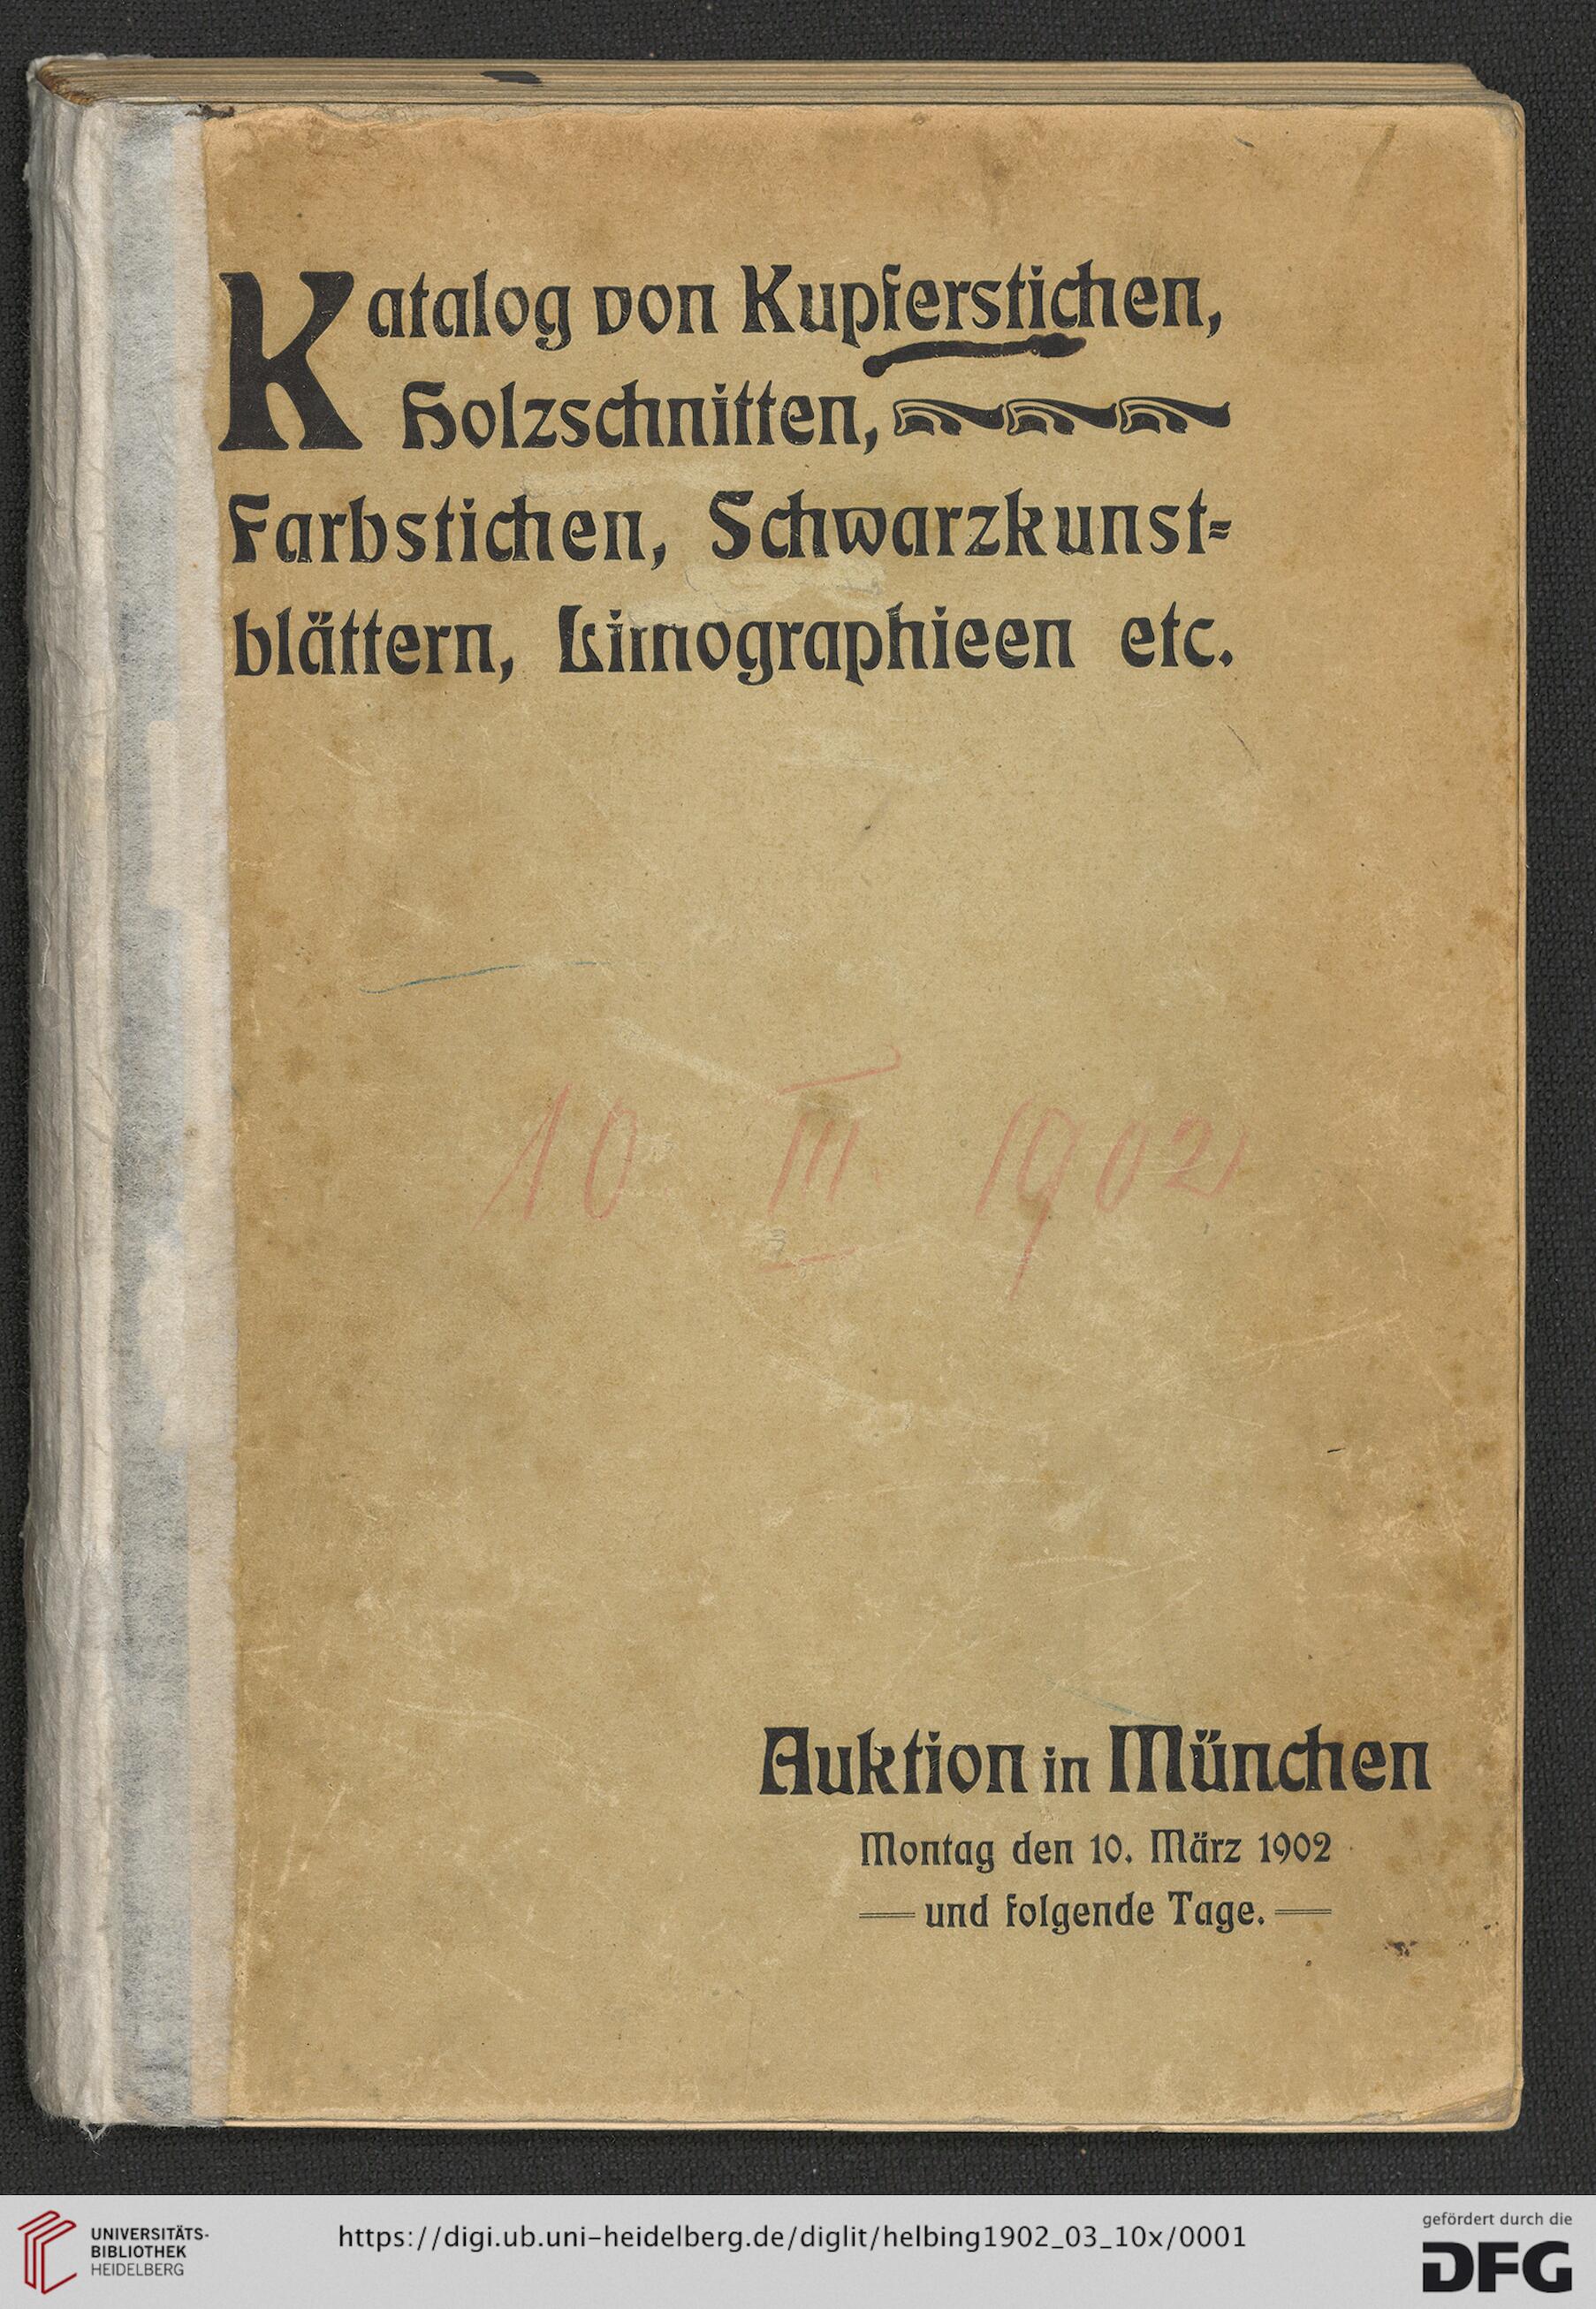 Katalog von Kupferstichen,
Holzschnitten,
Farbstichen, Schwarzkunst=
blättern, Lithographieen etc.
10 III 1902
Auktion in München
Montag den 10. März 1902
und folgende Tage.
UNIVERSITÄTS-
BIBLIOTHEK
HEIDELBERG
https://digi.ub.uni-heidelberg.de/diglit/helbing1902_03_10x/0001
gefördert durch die
DFG